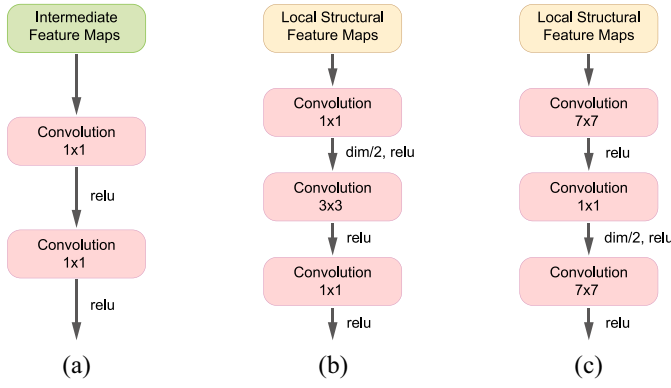 Intermediate
Feature Maps
Convolution
1x1
relu
Convolution
1x1
relu
(a)
Local Structural
Feature Maps
Convolution
1x1
dim/2, relu
Convolution
3x3
relu
Convolution
1x1
relu
(b)
Local Structural
Feature Maps
Convolution
7x7
relu
Convolution
1x1
dim/2, relu
Convolution
7x7
relu
(c)